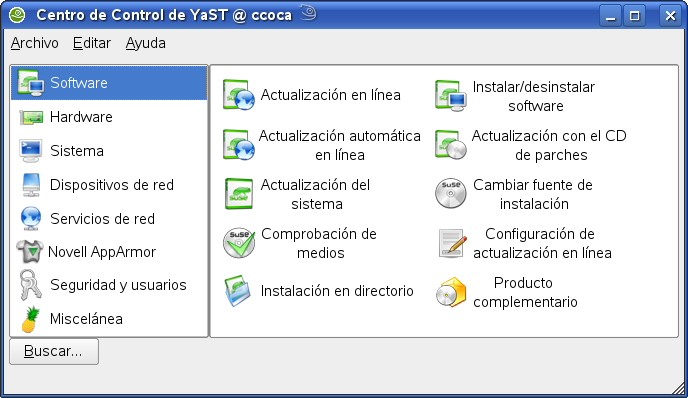 Centro de Control de YaST @ ccoca
Archivo Editar Ayuda
Software
Hardware
Sistema
Dispositivos de red
Servicios de red
Novell AppArmor
Seguridad y usuarios
Miscelánea
Actualización en línea
Instalar/desinstalar
software
Actualización automática
en línea
Actualización con el CD
de parches
Actualización del
sistema
Cambiar fuente de
instalación
Comprobación de
medios
Configuración de
actualización en línea
Instalación en directorio
Producto
complementario
Buscar...